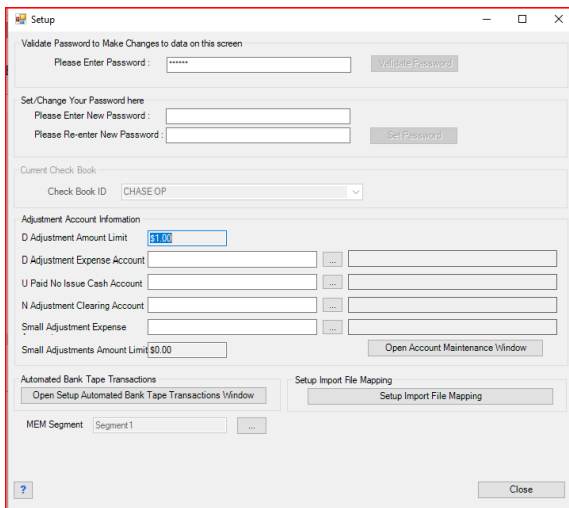 Setup
Validate Password to Make Changes to data on this screen
Please Enter Password : ****** Validate Password
Set/Change Your Password here
Please Enter New Password :
Please Re-enter New Password : Set Password
Current Check Book
Check Book ID CHASE OP
Adjustment Account Information
D Adjustment Amount Limit $1.00
D Adjustment Expense Account ...
U Paid No Issue Cash Account ...
N Adjustment Clearing Account ...
Small Adjustment Expense ...
Small Adjustments Amount Limit $0.00 Open Account Maintenance Window
Automated Bank Tape Transactions Setup Import File Mapping
Open Setup Automated Bank Tape Transactions Window Setup Import File Mapping
MEM Segment Segment1 ...
? Close